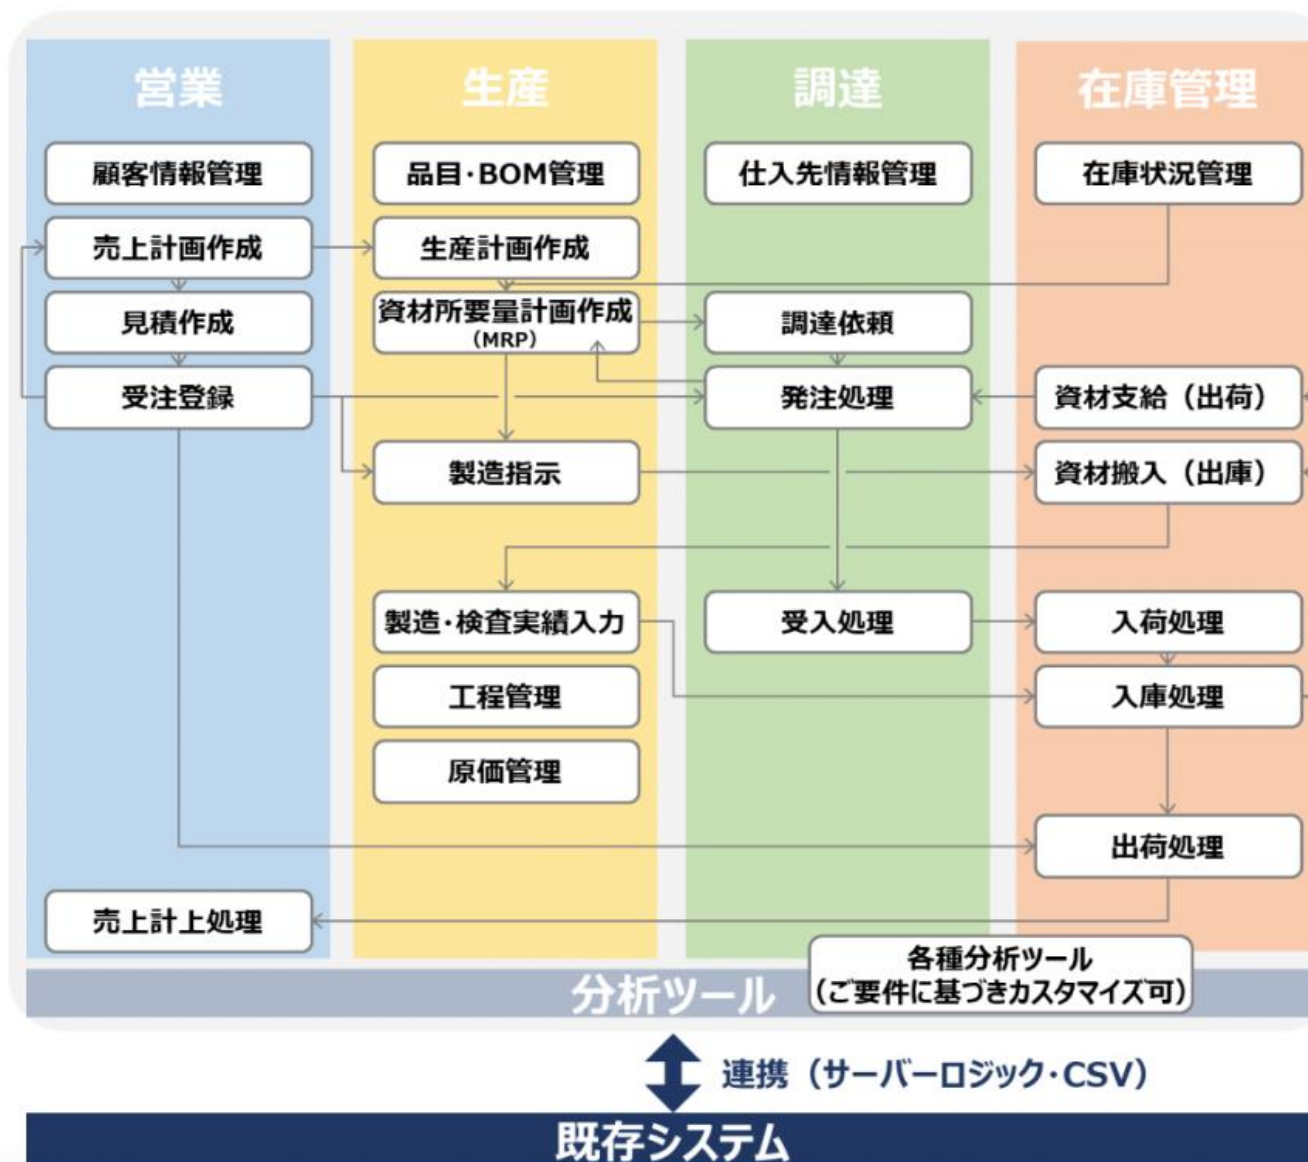 営業
顧客情報管理
売上計画作成
見積作成
受注登録
売上計上処理
生産
品目・BOM管理
生産計画作成
資材所要量計画作成
(MRP)
製造指示
製造・検査実績入力
工程管理
原価管理
調達
仕入先情報管理
調達依頼
発注処理
受入処理
在庫管理
在庫状況管理
資材支給（出荷）
資材搬入（出庫）
入荷処理
入庫処理
出荷処理
分析ツール
各種分析ツール
(ご要件に基づきカスタマイズ可)
連携（サーバーロジック・CSV）
既存システム